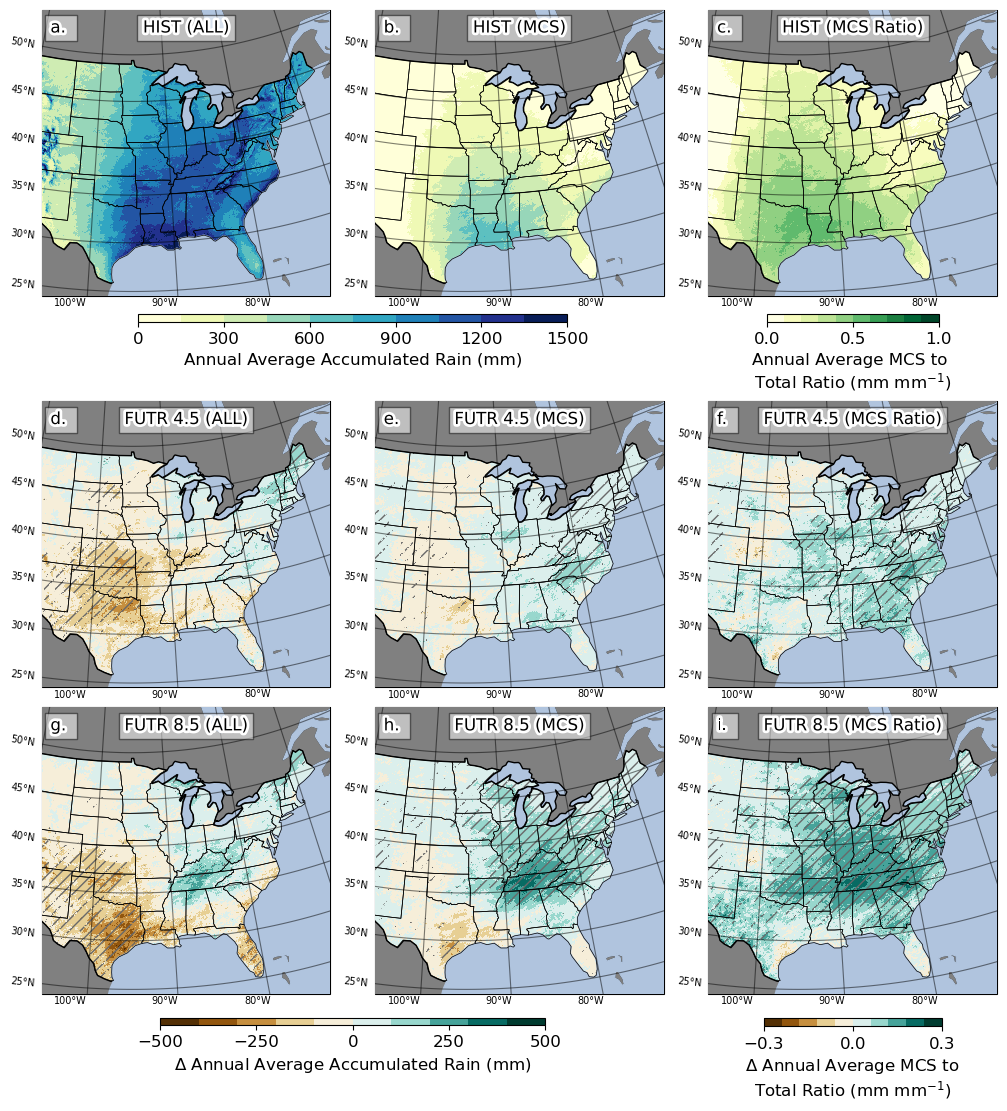 a. HIST (ALL)
b. HIST (MCS)
c. HIST (MCS Ratio)
50°N 45°N 40°N 35°N 30°N 25°N
100°W 90°W 80°W
100°W 90°W 80°W
100°W 90°W 80°W
50°N 45°N 40°N 35°N 30°N 25°N
50°N 45°N 40°N 35°N 30°N 25°N
0 300 600 900 1200 1500
Annual Average Accumulated Rain (mm)
0.0 0.5 1.0
Annual Average MCS to
Total Ratio (mm mm⁻¹)
d. FUTR 4.5 (ALL)
e. FUTR 4.5 (MCS)
f. FUTR 4.5 (MCS Ratio)
50°N 45°N 40°N 35°N 30°N 25°N
50°N 45°N 40°N 35°N 30°N 25°N
50°N 45°N 40°N 35°N 30°N 25°N
100°W 90°W 80°W
100°W 90°W 80°W
100°W 90°W 80°W
g. FUTR 8.5 (ALL)
h. FUTR 8.5 (MCS)
i. FUTR 8.5 (MCS Ratio)
50°N 45°N 40°N 35°N 30°N 25°N
50°N 45°N 40°N 35°N 30°N 25°N
50°N 45°N 40°N 35°N 30°N 25°N
100°W 90°W 80°W
100°W 90°W 80°W
100°W 90°W 80°W
−500 −250 0 250 500
Δ Annual Average Accumulated Rain (mm)
−0.3 0.0 0.3
Δ Annual Average MCS to
Total Ratio (mm mm⁻¹)